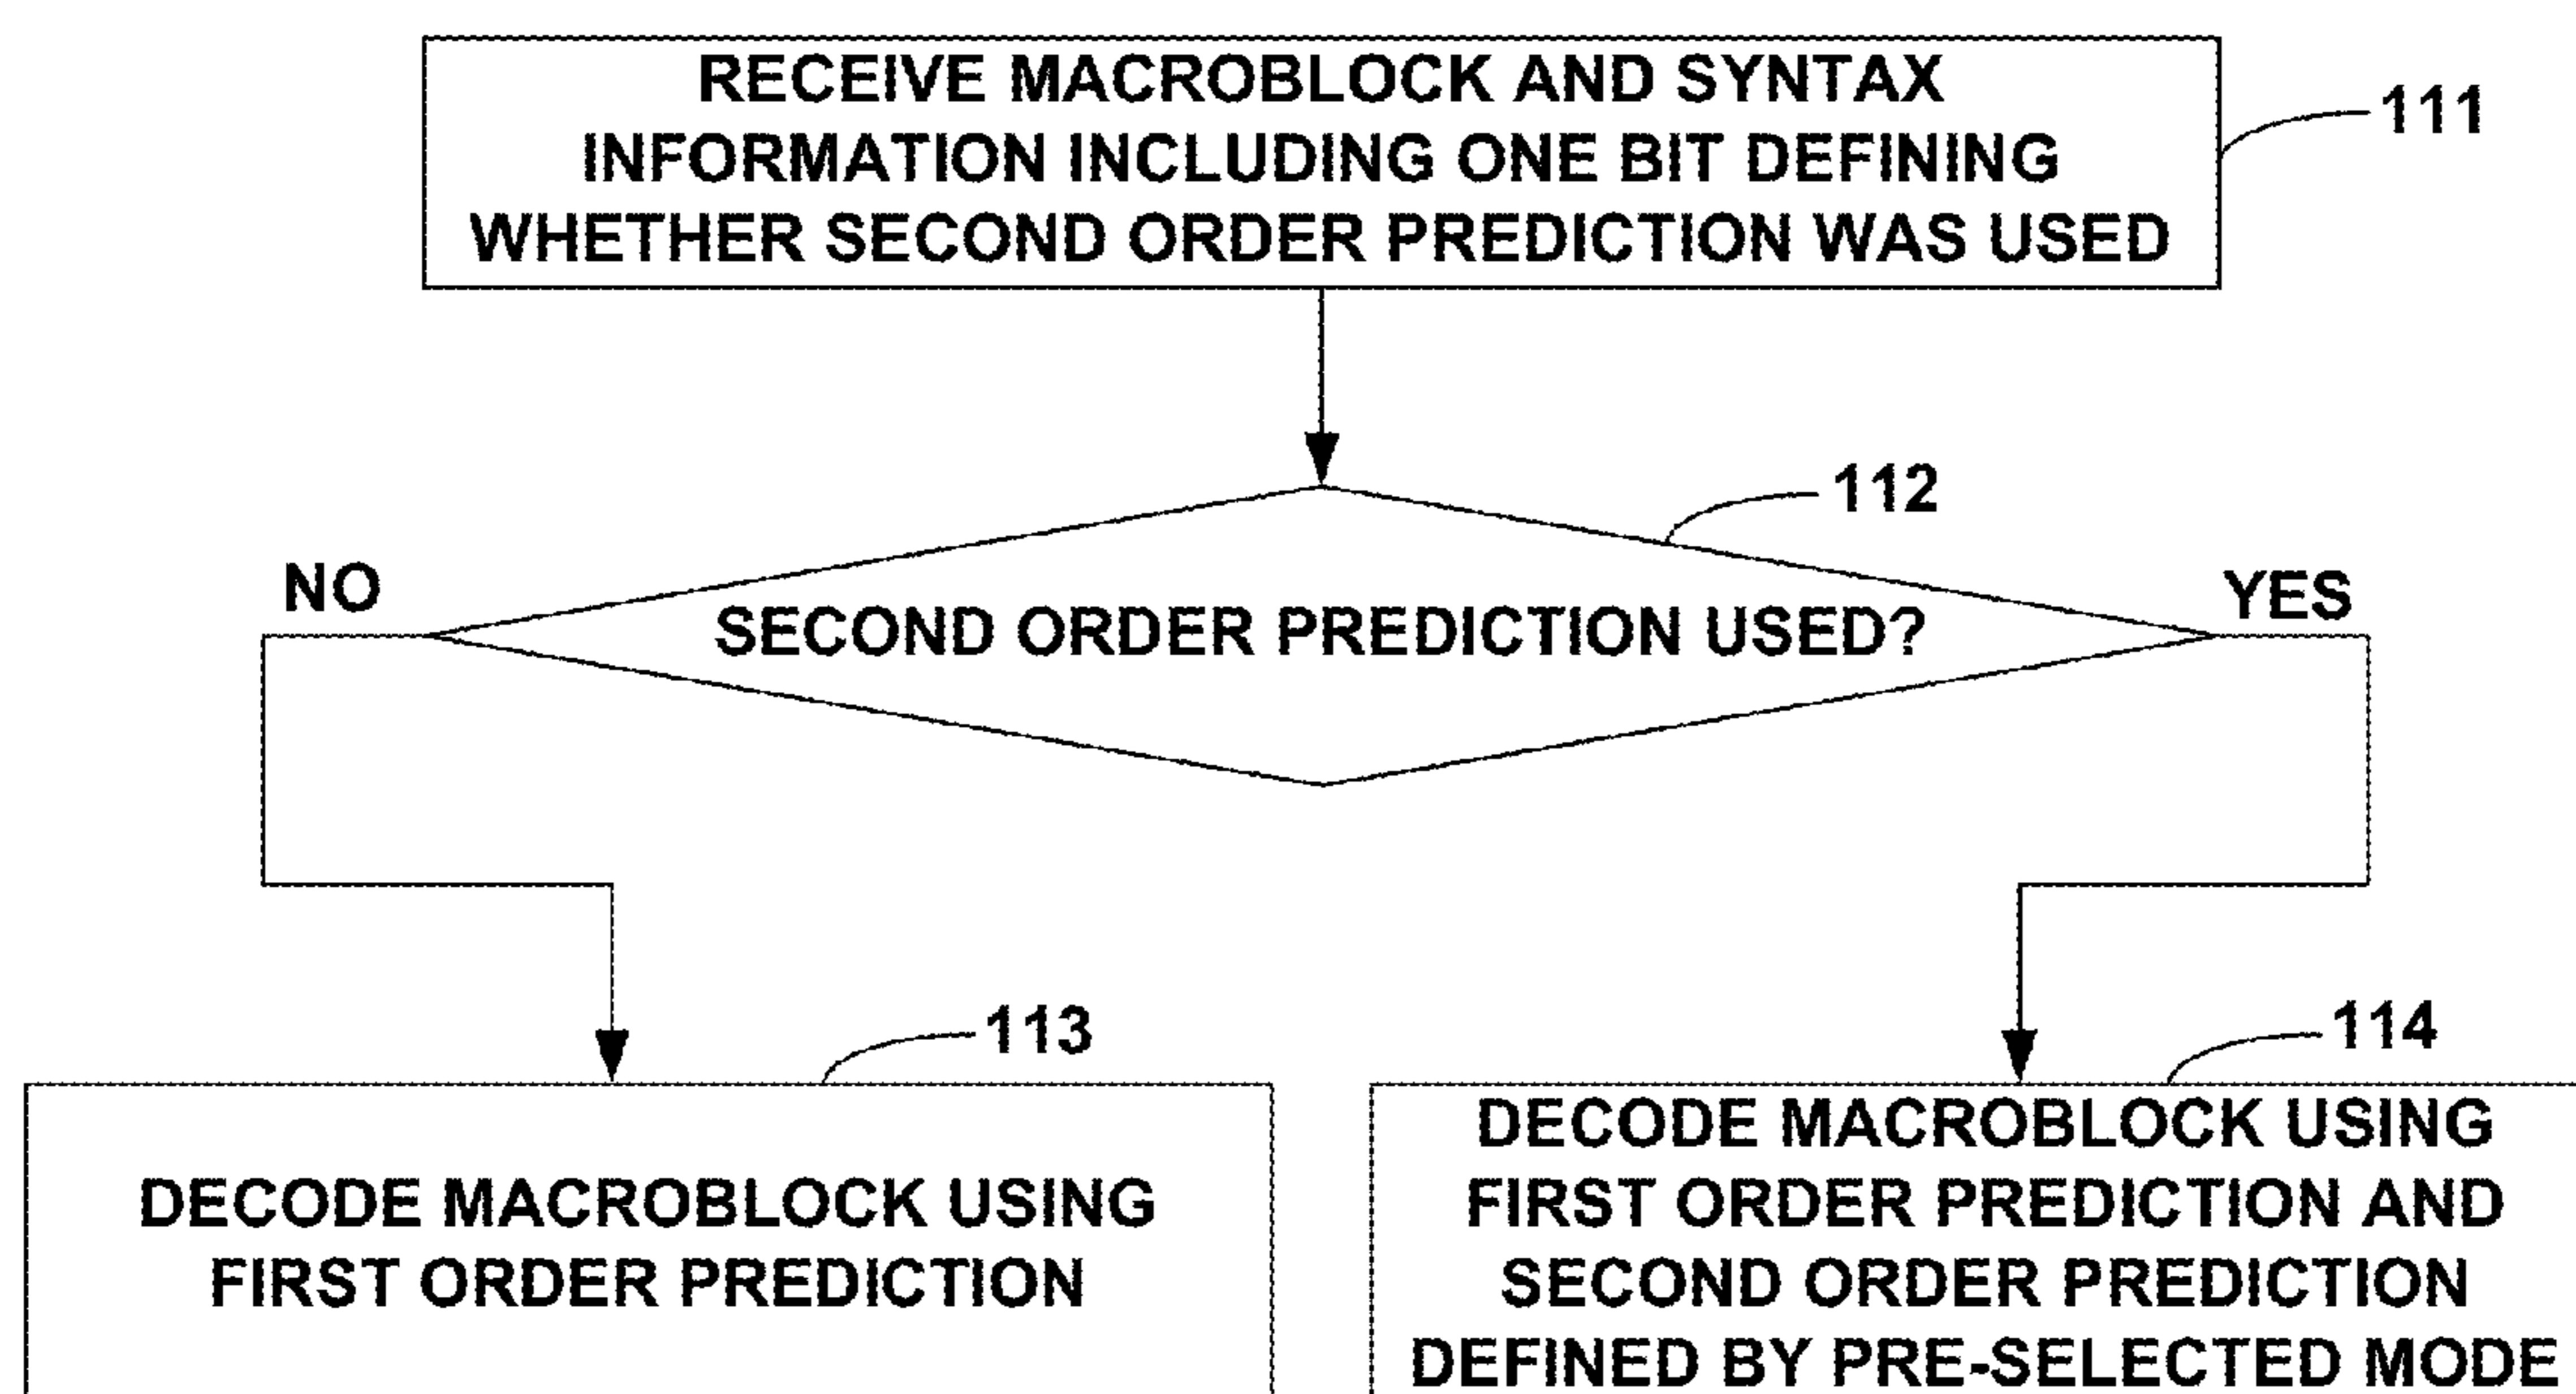 RECEIVE MACROBLOCK AND SYNTAX
INFORMATION INCLUDING ONE BIT DEFINING
WHETHER SECOND ORDER PREDICTION WAS USED
111
112
NO
YES
SECOND ORDER PREDICTION USED?
113
114
DECODE MACROBLOCK USING
FIRST ORDER PREDICTION
DECODE MACROBLOCK USING
FIRST ORDER PREDICTION AND
SECOND ORDER PREDICTION
DEFINED BY PRE-SELECTED MODE